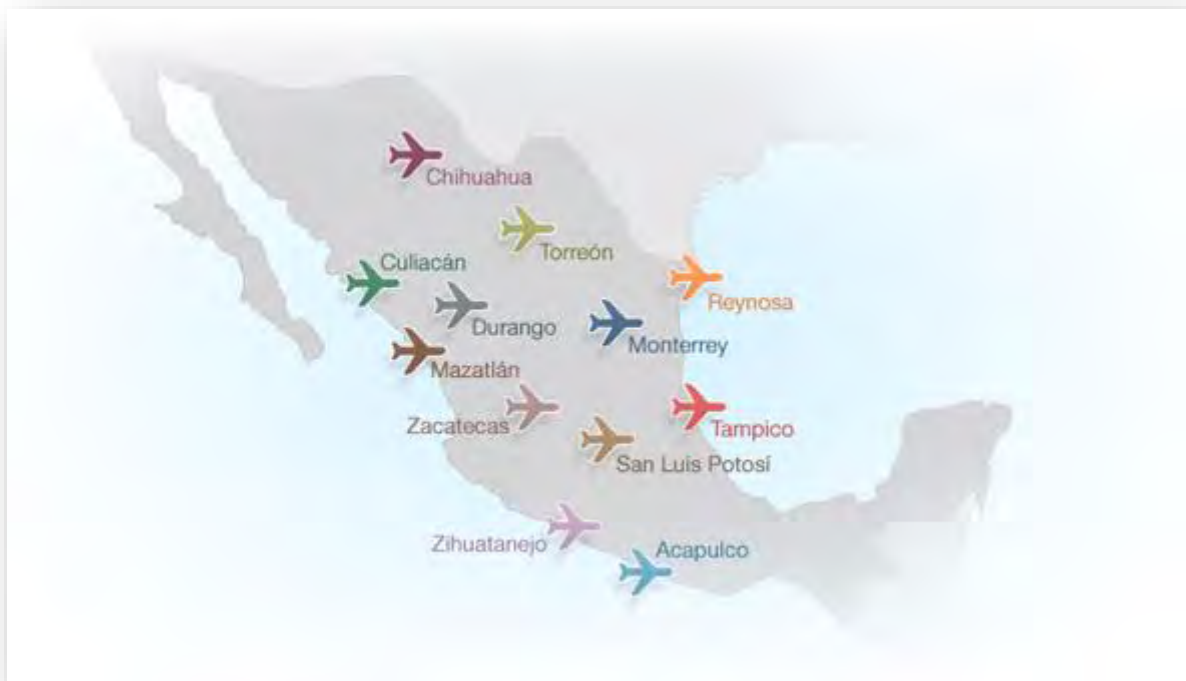 Chihuahua
Torreón
Culiacán
Reynosa
Durango
Monterrey
Mazatlán
Zacatecas
Tampico
San Luis Potosí
Zihuatanejo
Acapulco